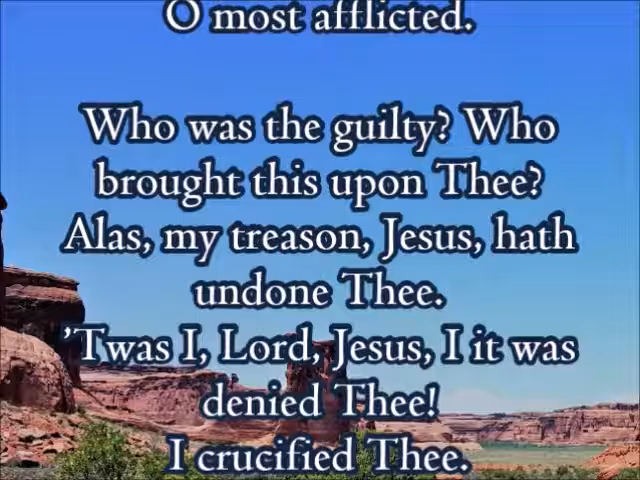 O most afflicted.
Who was the guilty? Who
brought this upon Thee?
Alas, my treason, Jesus, hath
undone Thee.
’Twas I, Lord, Jesus, I it was
denied Thee!
I crucified Thee.